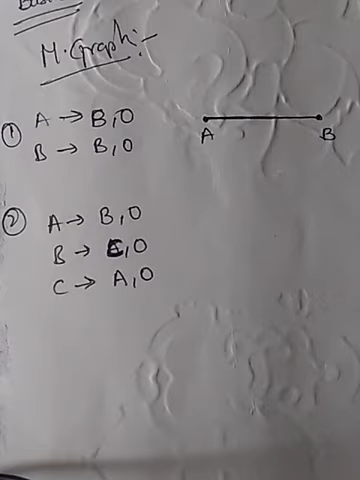 M. Graph:-
① A → B, 0
B → B, 0
A B
② A → B, 0
B → C, 0
C → A, 0